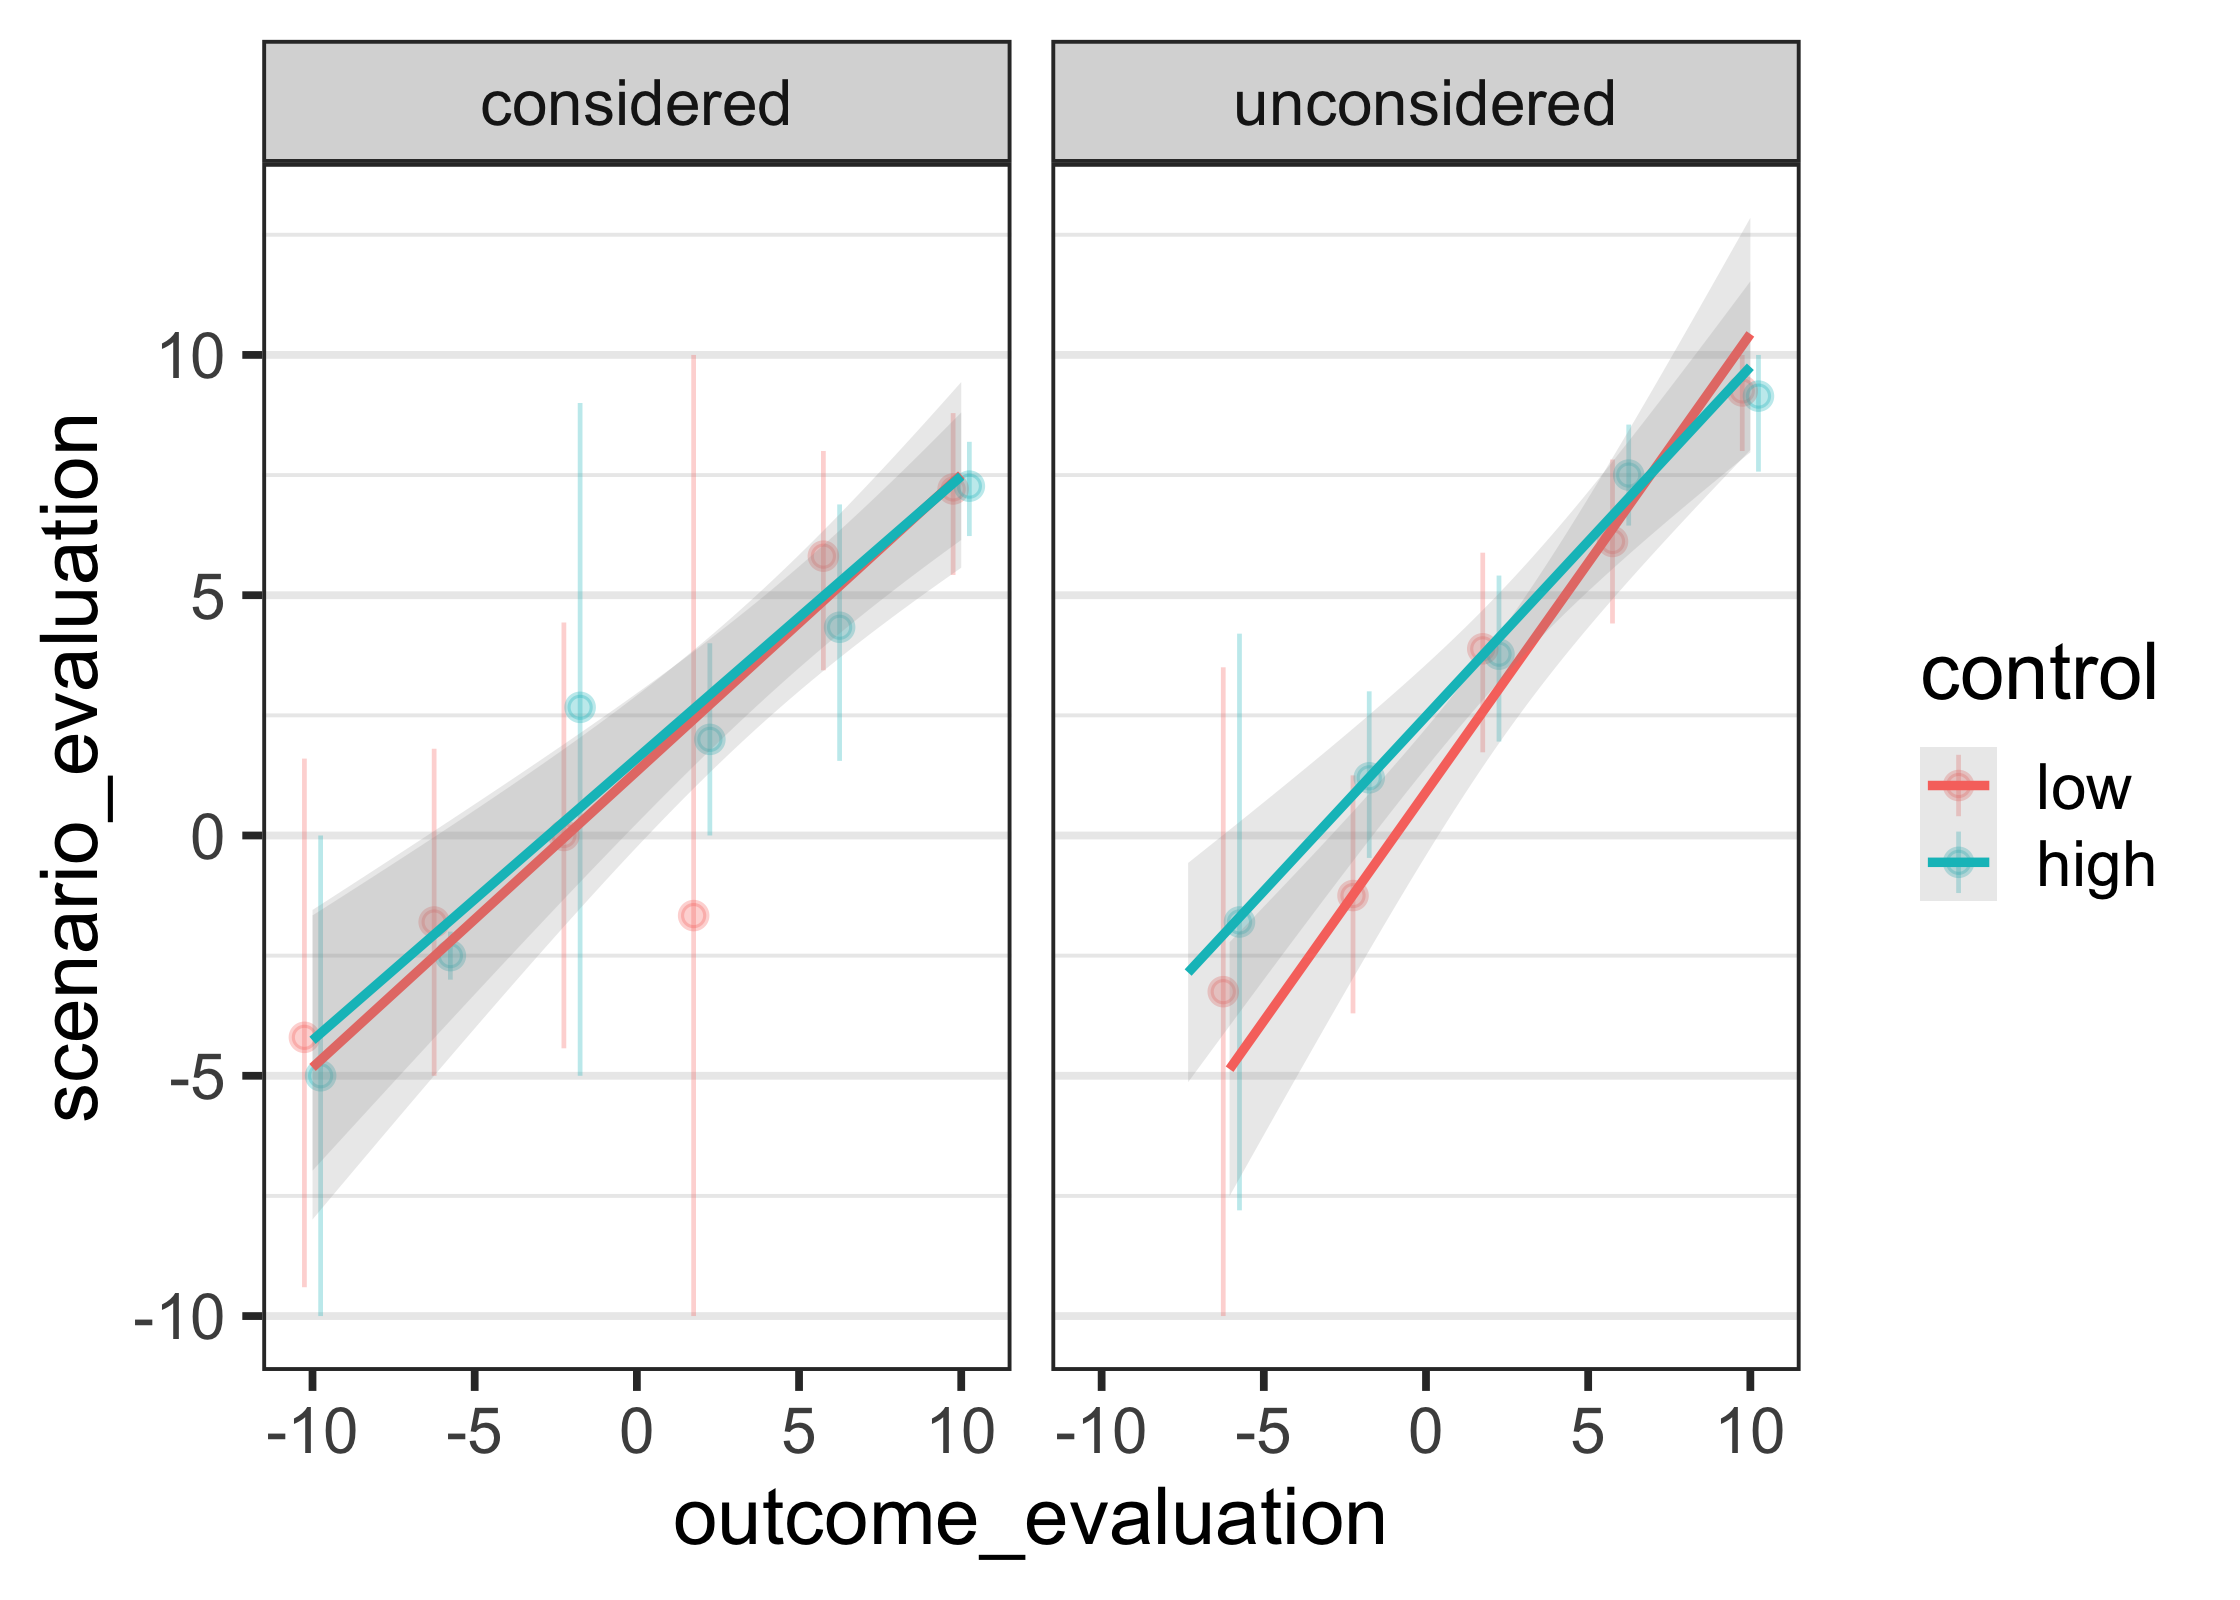 considered
unconsidered
scenario_evaluation
10
5
0
-5
-10
-10 -5 0 5 10
-10 -5 0 5 10
outcome_evaluation
control
low
high